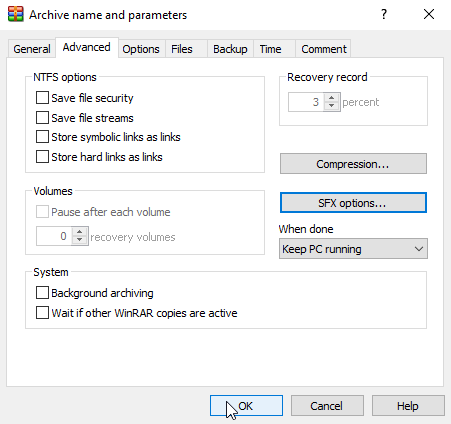 Archive name and parameters
General Advanced Options Files Backup Time Comment
NTFS options
Save file security
Save file streams
Store symbolic links as links
Store hard links as links
Recovery record
3 percent
Compression...
Volumes
Pause after each volume
0 recovery volumes
SFX options...
When done
Keep PC running
System
Background archiving
Wait if other WinRAR copies are active
OK Cancel Help